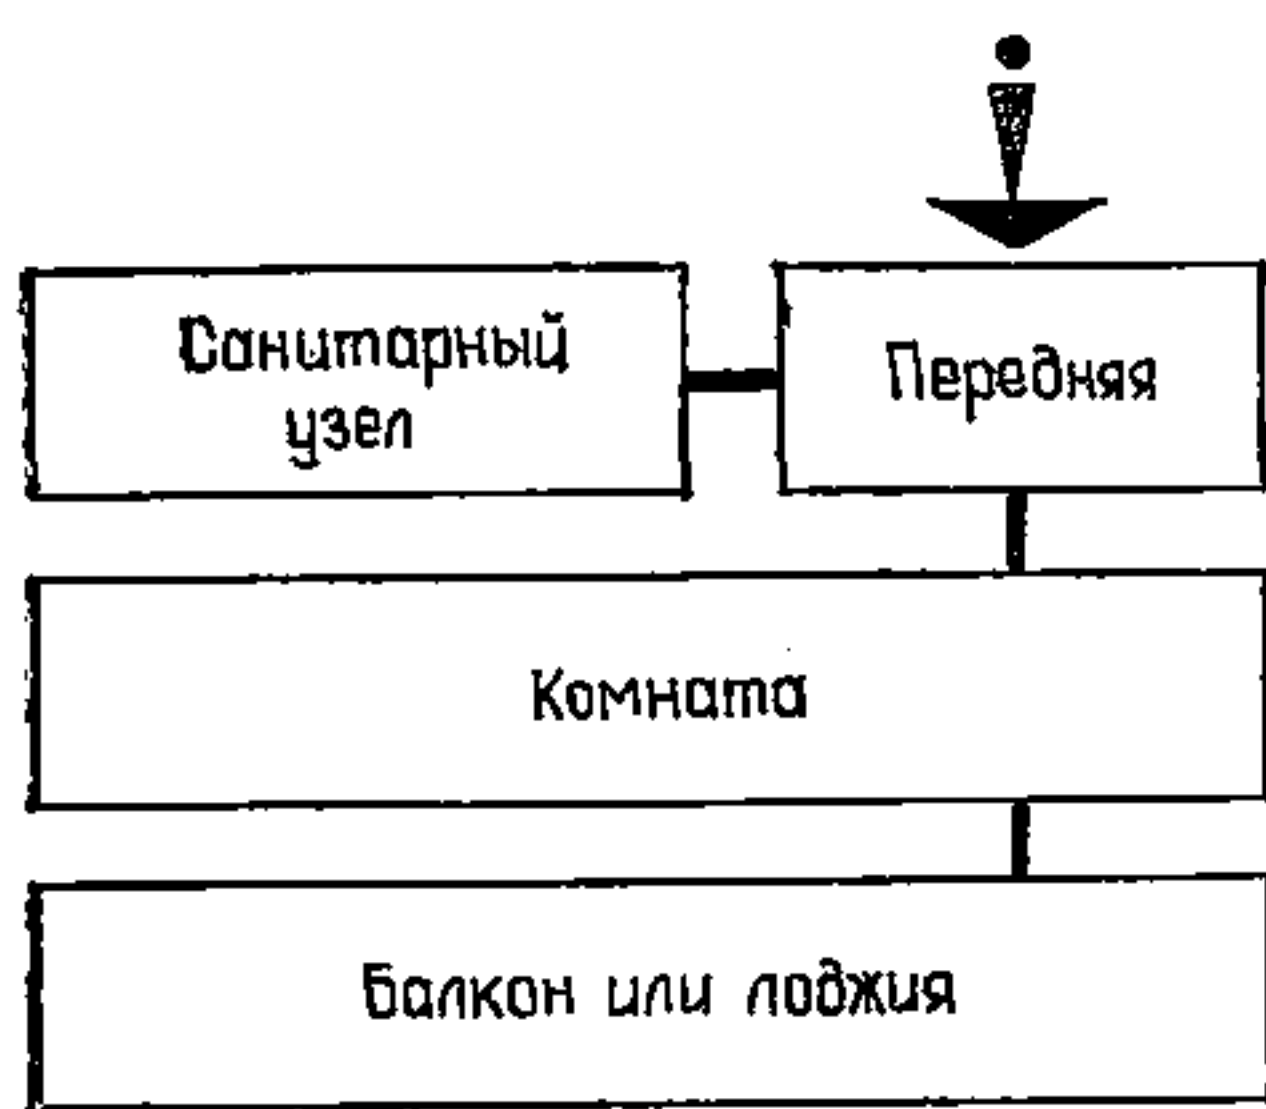 Санитарный
узел
Передняя
Комната
Балкон или лоджия